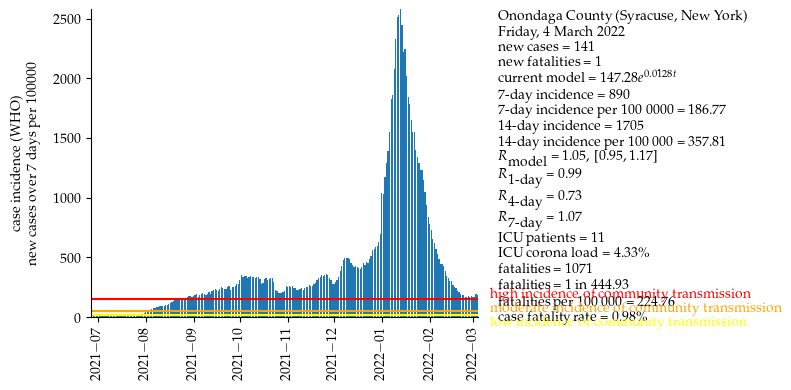 2500
2000
1500
1000
500
0
case incidence (WHO)
new cases over 7 days per 100000
2021−07
2021−08
2021−09
2021−10
2021−11
2021−12
2022−01
2022−02
2022−03
Onondaga County (Syracuse, New York)
Friday, 4 March 2022
new cases = 141
new fatalities = 1
current model = 147.28e^0.0128t
7-day incidence = 890
7-day incidence per 100 0000 = 186.77
14-day incidence = 1705
14-day incidence per 100 000 = 357.81
R_model = 1.05, [0.95, 1.17]
R_1-day = 0.99
R_4-day = 0.73
R_7-day = 1.07
ICU patients = 11
ICU corona load = 4.33%
fatalities = 1071
fatalities = 1 in 444.93
high incidence of community transmission
fatalities per 100 000 = 224.76
moderate incidence of community transmission
case fatality rate = 0.98%
low incidence of community transmission